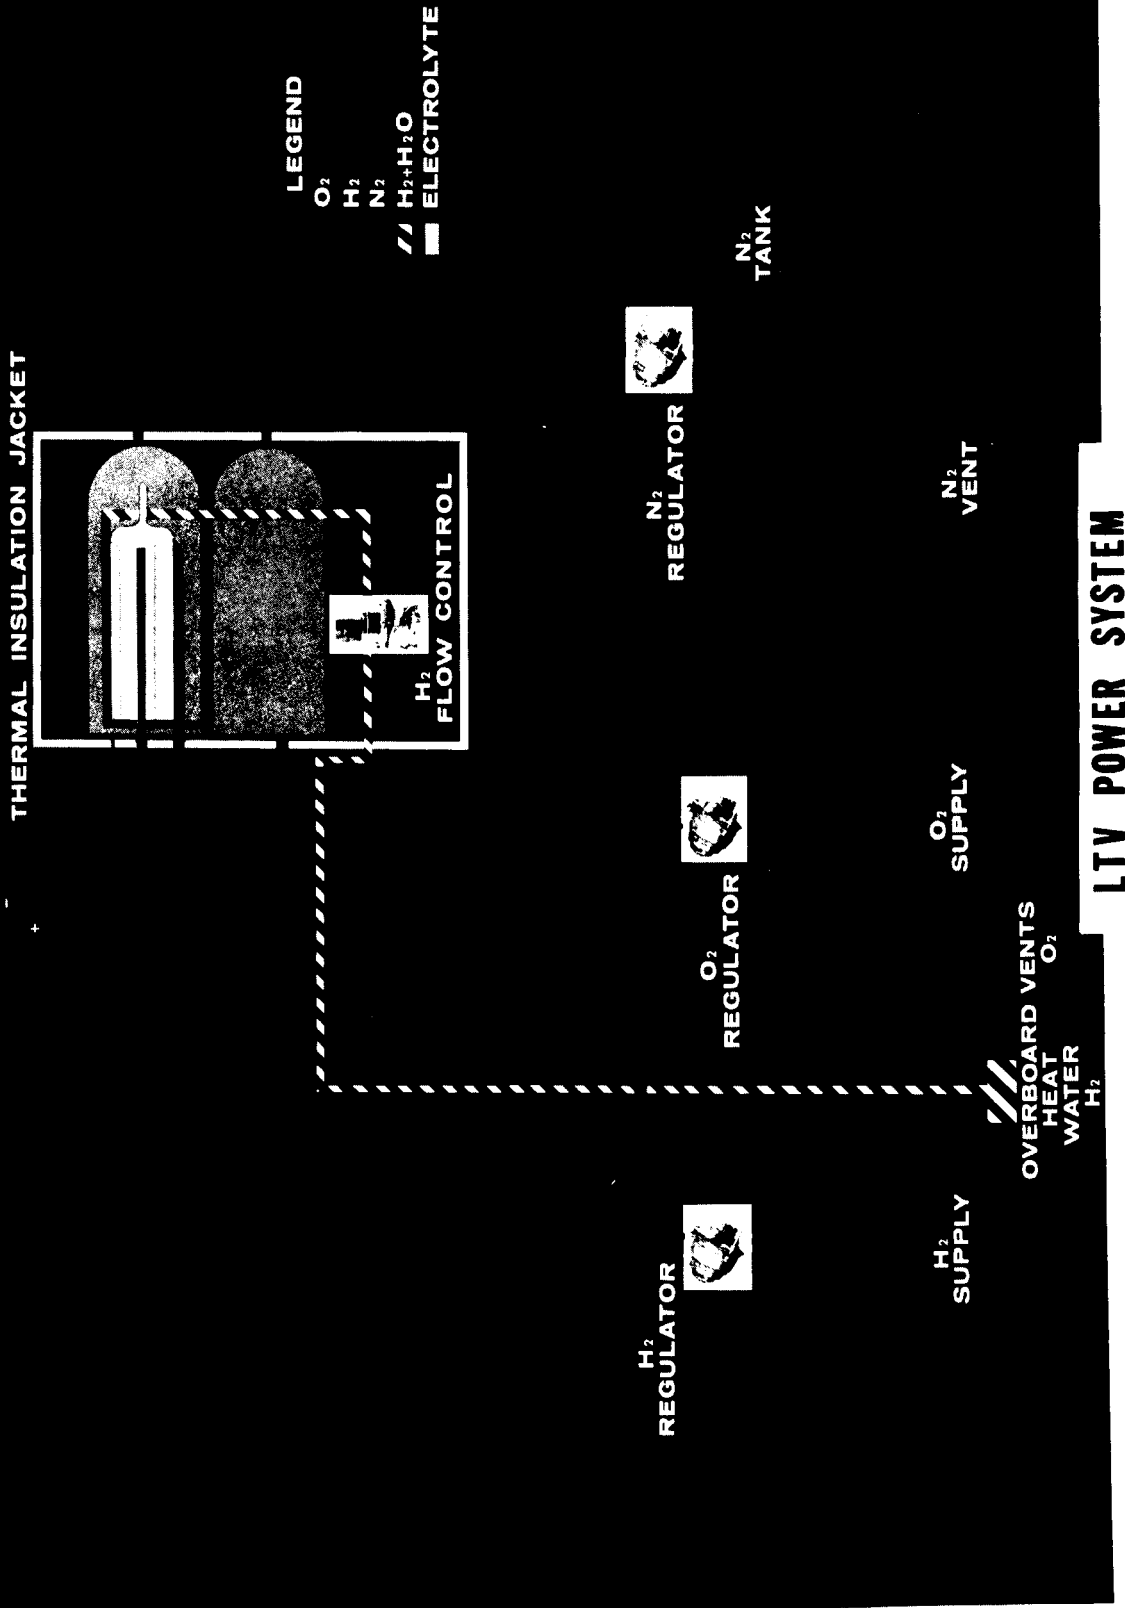 THERMAL INSULATION JACKET
- +
LEGEND
O₂
H₂
N₂
H₂+H₂O
ELECTROLYTE
H₂
FLOW CONTROL
H₂
REGULATOR
O₂
REGULATOR
N₂
REGULATOR
N₂
TANK
H₂
SUPPLY
O₂
SUPPLY
N₂
VENT
OVERBOARD VENTS
HEAT
WATER
H₂
O₂
LTV POWER SYSTEM